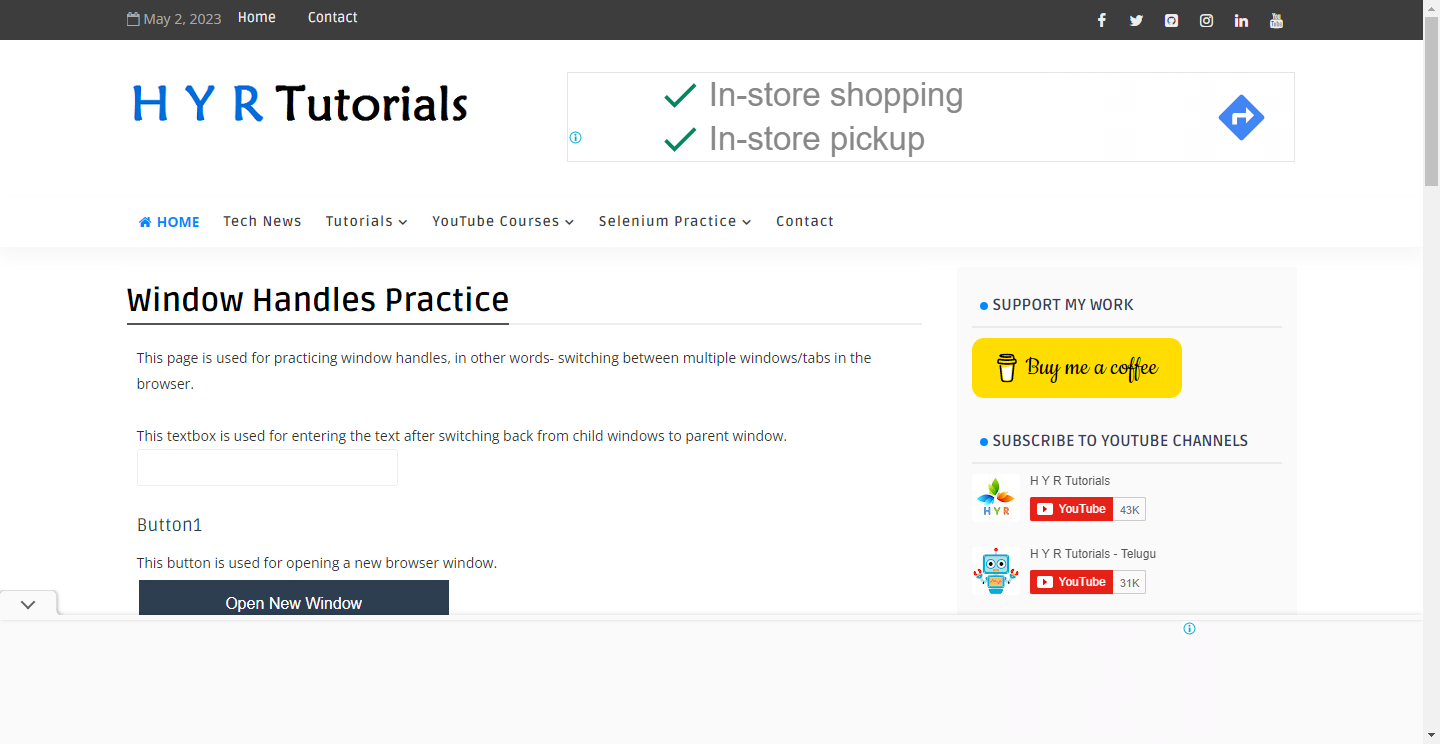 May 2, 2023 Home Contact
H Y R Tutorials
In-store shopping
In-store pickup
HOME Tech News Tutorials YouTube Courses Selenium Practice Contact
Window Handles Practice
This page is used for practicing window handles, in other words- switching between multiple windows/tabs in the
browser.
This textbox is used for entering the text after switching back from child windows to parent window.
Button1
This button is used for opening a new browser window.
Open New Window
SUPPORT MY WORK
Buy me a coffee
SUBSCRIBE TO YOUTUBE CHANNELS
H Y R
H Y R Tutorials
YouTube 43K
H Y R Tutorials - Telugu
YouTube 31K